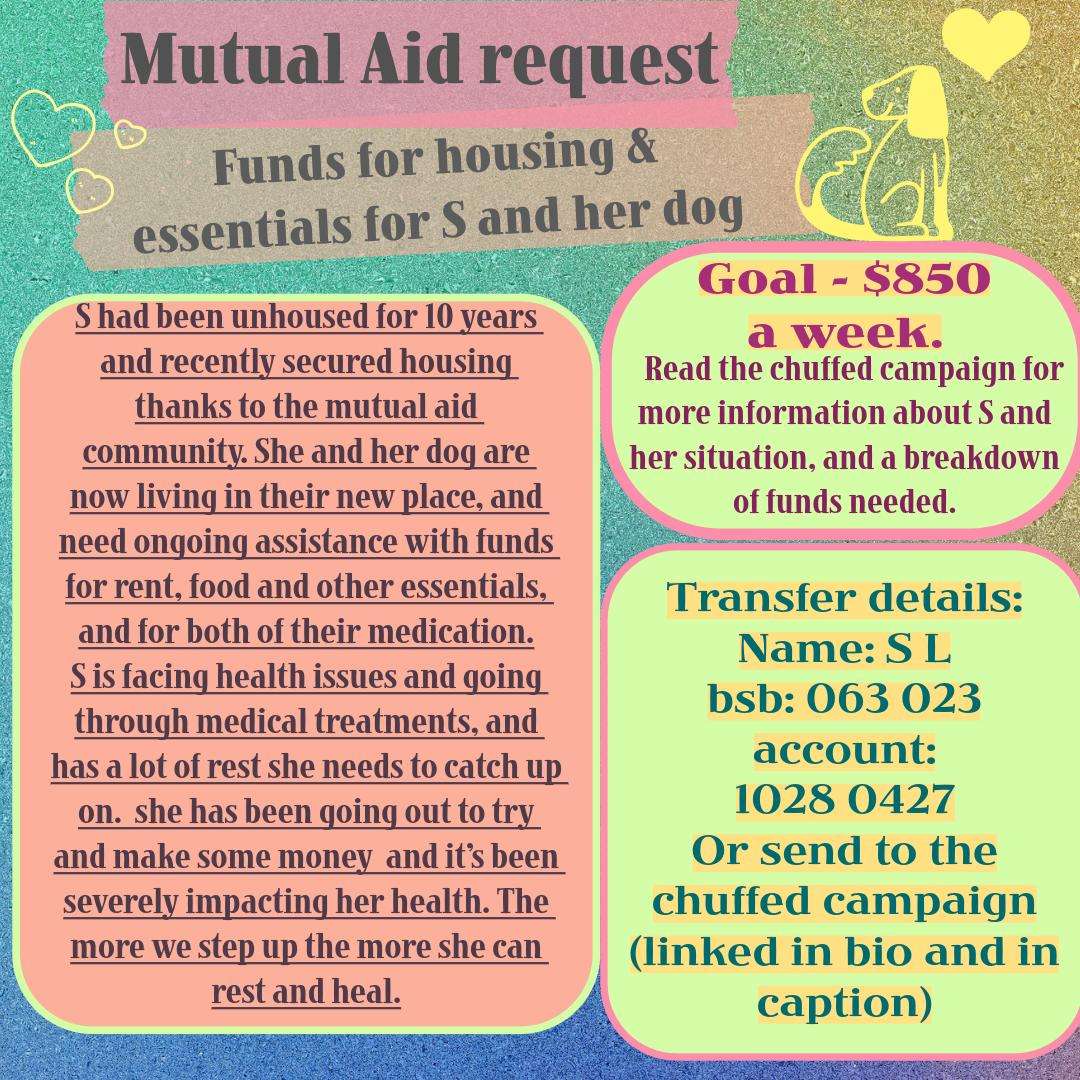 Mutual Aid request
Funds for housing &
essentials for S and her dog
S had been unhoused for 10 years
and recently secured housing
thanks to the mutual aid
community. She and her dog are
now living in their new place, and
need ongoing assistance with funds
for rent, food and other essentials,
and for both of their medication.
S is facing health issues and going
through medical treatments, and
has a lot of rest she needs to catch up
on. she has been going out to try
and make some money and it’s been
severely impacting her health. The
more we step up the more she can
rest and heal.
Goal - $850
a week.
Read the chuffed campaign for
more information about S and
her situation, and a breakdown
of funds needed.
Transfer details:
Name: S L
bsb: 063 023
account:
1028 0427
Or send to the
chuffed campaign
(linked in bio and in
caption)